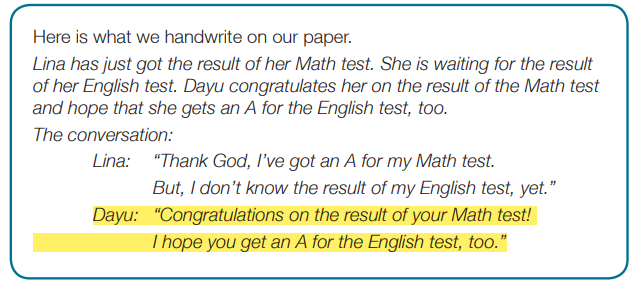 Here is what we handwrite on our paper.
Lina has just got the result of her Math test. She is waiting for the result
of her English test. Dayu congratulates her on the result of the Math test
and hope that she gets an A for the English test, too.
The conversation:
Lina: “Thank God, I’ve got an A for my Math test.
But, I don’t know the result of my English test, yet.”
Dayu: “Congratulations on the result of your Math test!
I hope you get an A for the English test, too.”